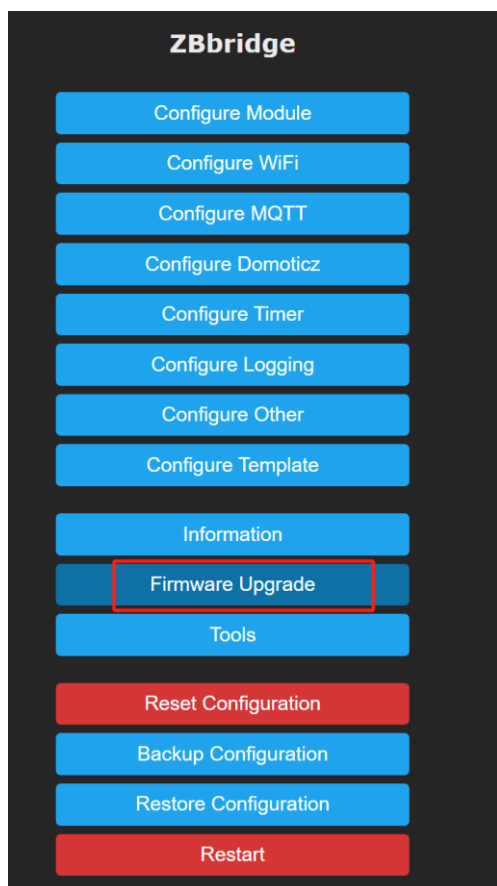 ZBbridge
Configure Module
Configure WiFi
Configure MQTT
Configure Domoticz
Configure Timer
Configure Logging
Configure Other
Configure Template
Information
Firmware Upgrade
Tools
Reset Configuration
Backup Configuration
Restore Configuration
Restart